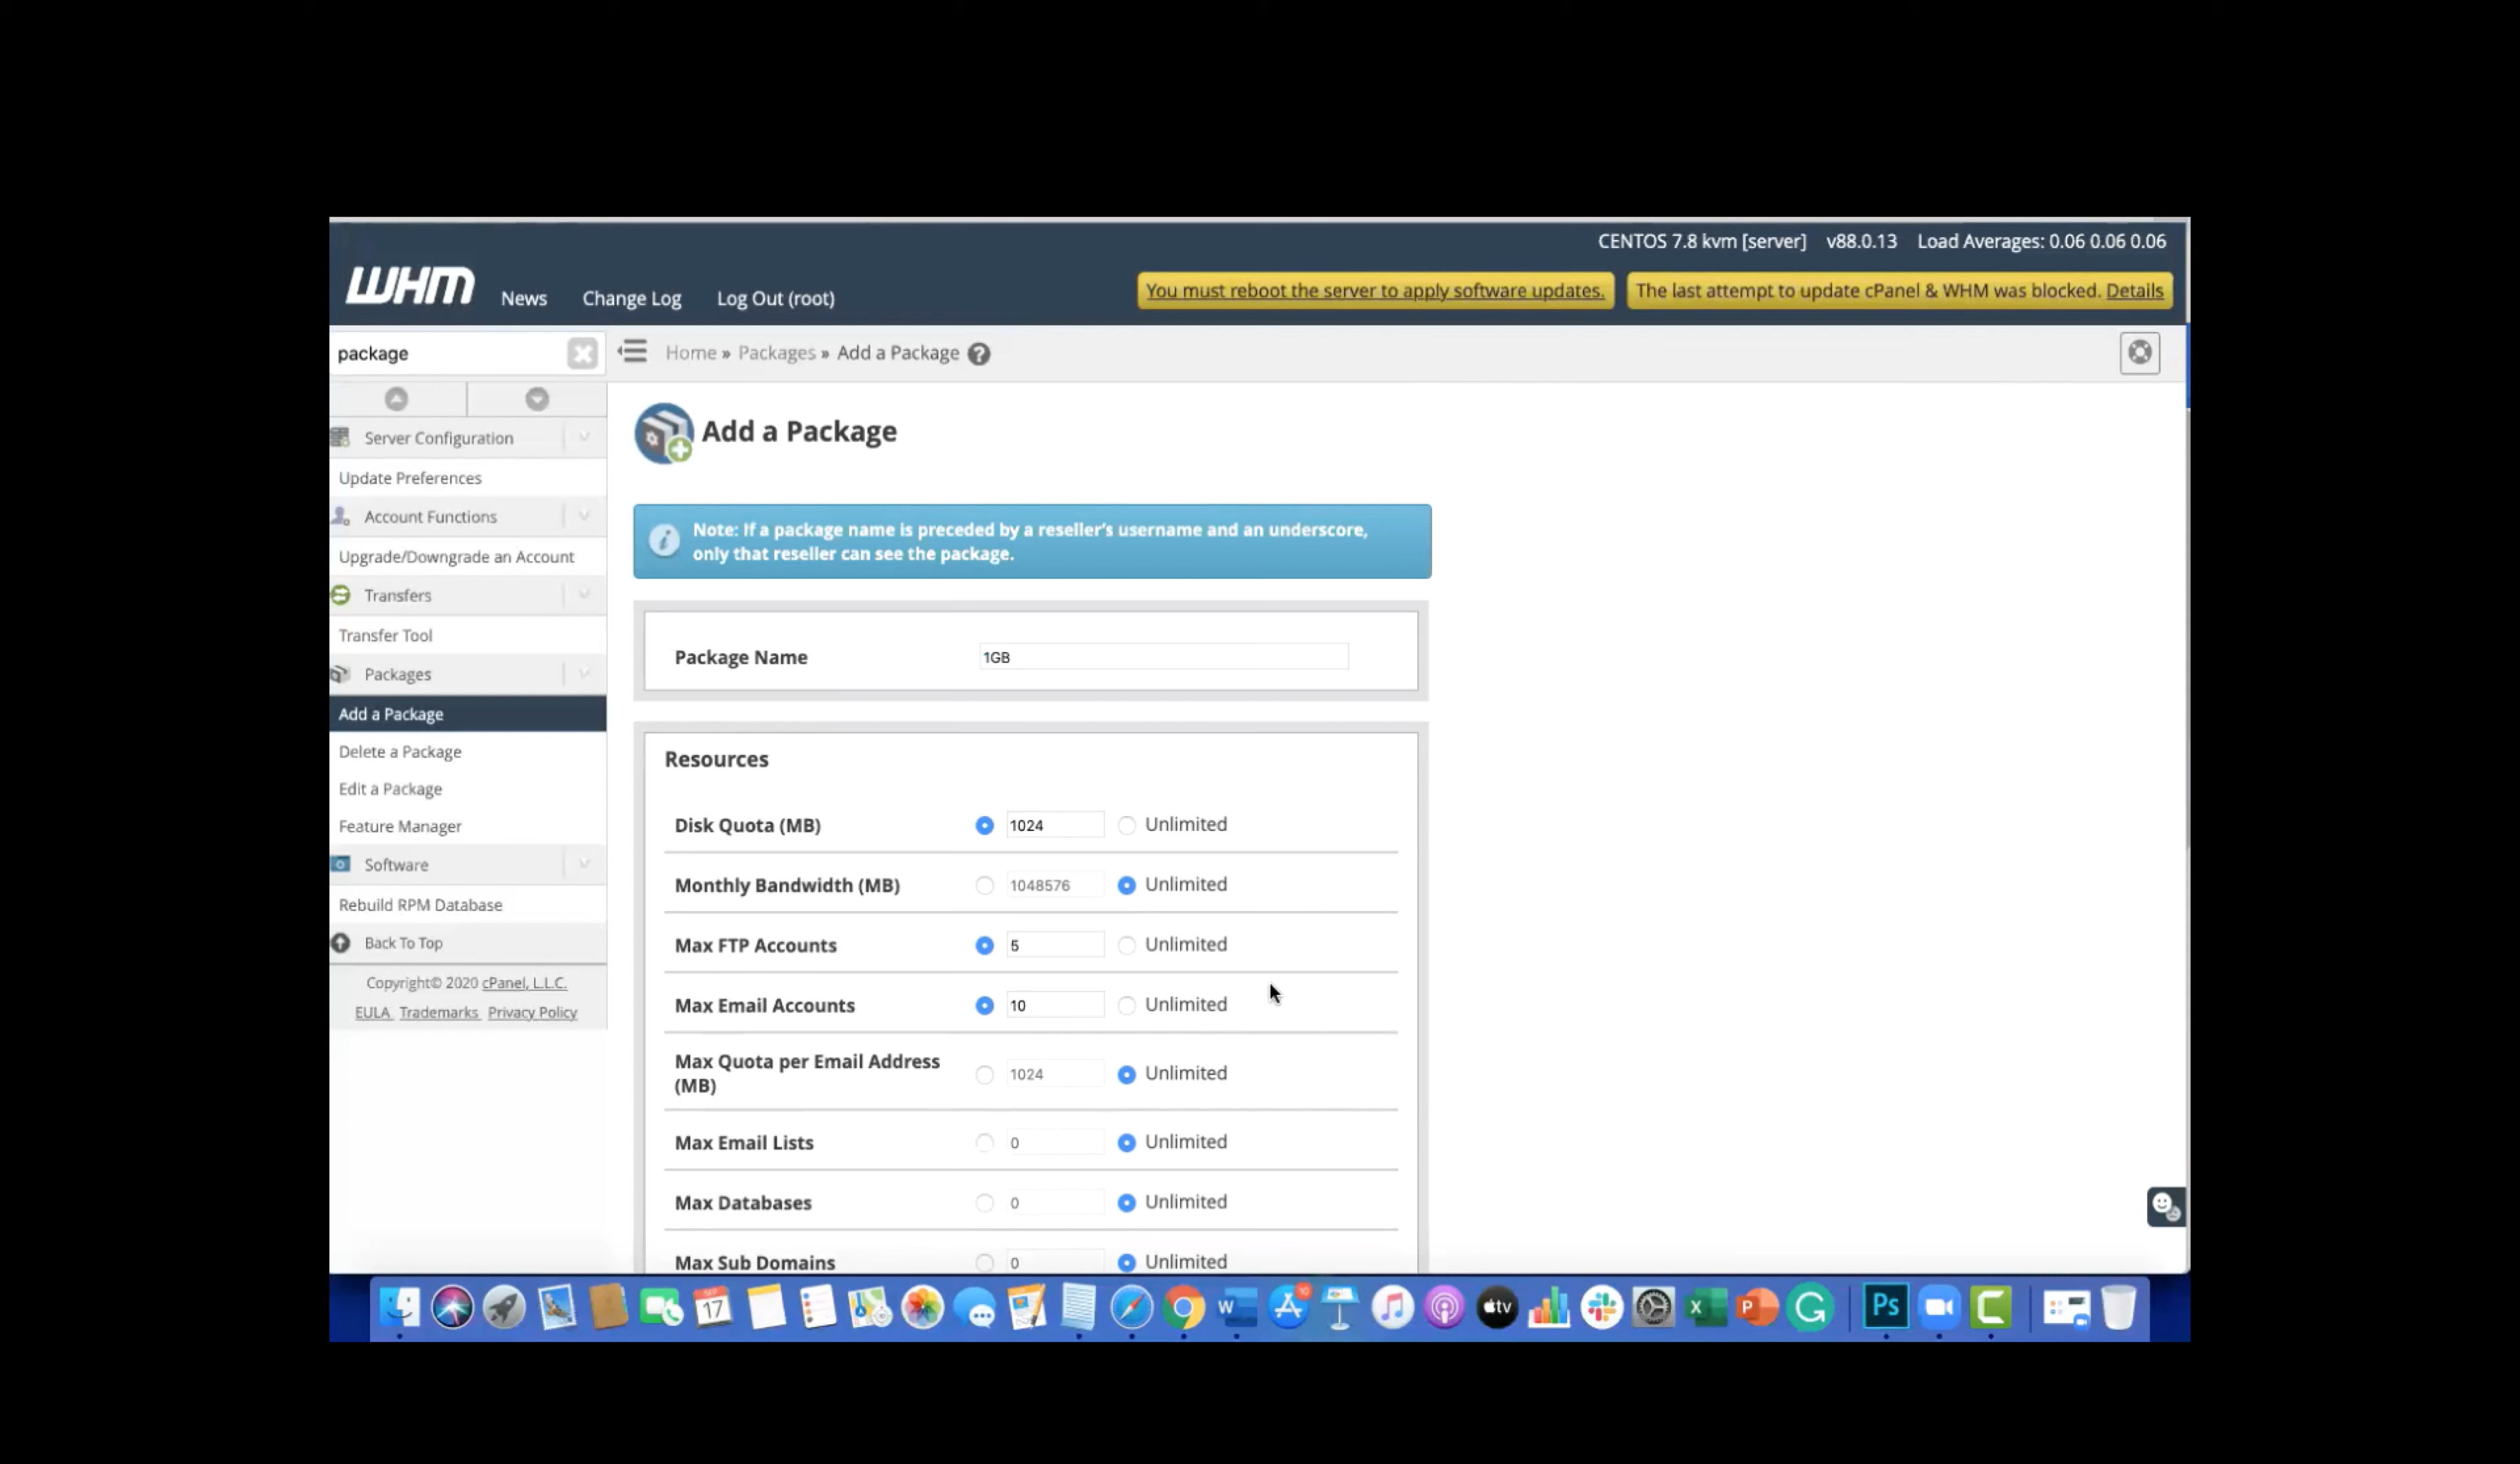 CENTOS 7.8 kvm [server] v88.0.13 Load Averages: 0.06 0.06 0.06
WHM News Change Log Log Out (root) You must reboot the server to apply software updates. The last attempt to update cPanel & WHM was blocked. Details
package
Home » Packages » Add a Package ?
Server Configuration
Update Preferences
Account Functions
Upgrade/Downgrade an Account
Transfers
Transfer Tool
Packages
Add a Package
Delete a Package
Edit a Package
Feature Manager
Software
Rebuild RPM Database
Back To Top
Copyright© 2020 cPanel, L.L.C.
EULA Trademarks Privacy Policy
Add a Package
Note: If a package name is preceded by a reseller's username and an underscore,
only that reseller can see the package.
Package Name 1GB
Resources
Disk Quota (MB) 1024 Unlimited
Monthly Bandwidth (MB) 1048576 Unlimited
Max FTP Accounts 5 Unlimited
Max Email Accounts 10 Unlimited
Max Quota per Email Address
(MB) 1024 Unlimited
Max Email Lists 0 Unlimited
Max Databases 0 Unlimited
Max Sub Domains 0 Unlimited
SEP
17
W
10
tv
X
P
Ps